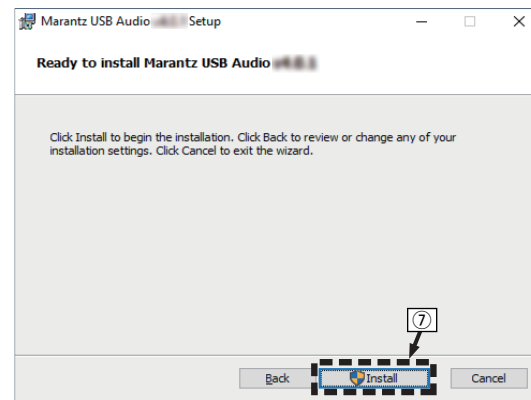 Marantz USB Audio Setup
Ready to install Marantz USB Audio
Click Install to begin the installation. Click Back to review or change any of your
installation settings. Click Cancel to exit the wizard.
⑦
Back Install Cancel